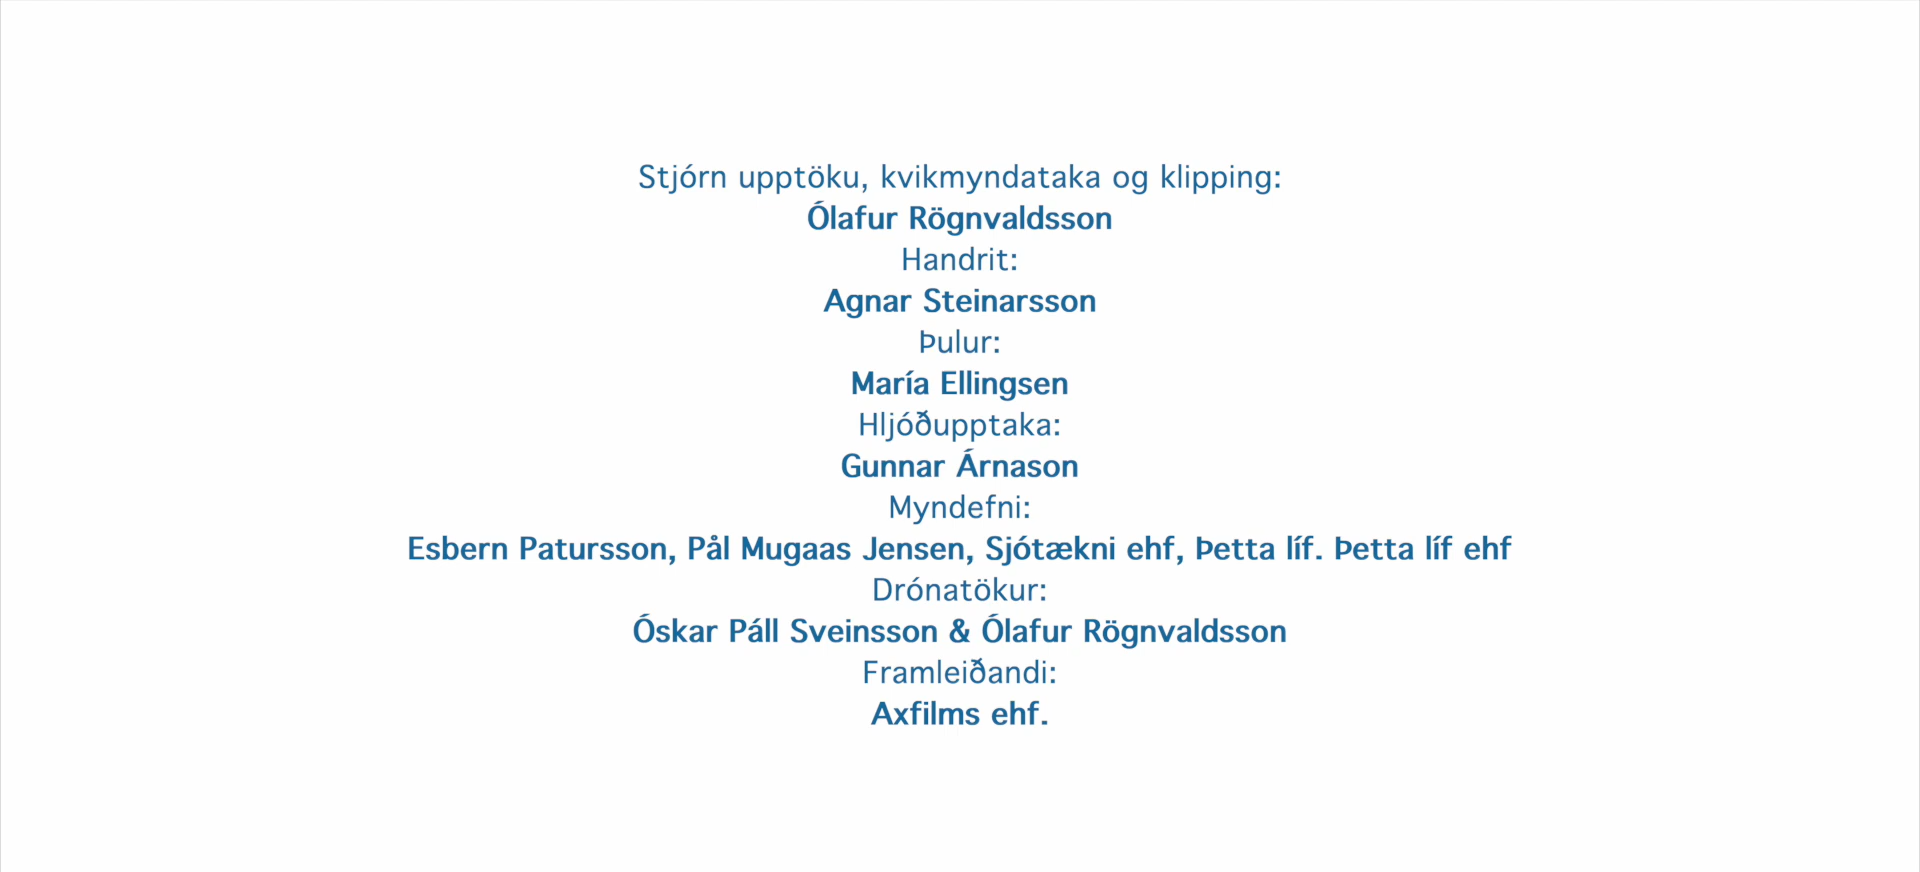 Stjórn upptöku, kvikmyndataka og klipping:
Ólafur Rögnvaldsson
Handrit:
Agnar Steinarsson
Þulur:
María Ellingsen
Hljóðupptaka:
Gunnar Árnason
Myndefni:
Esbern Patursson, Pål Mugaas Jensen, Sjótækni ehf, Þetta líf. Þetta líf ehf
Drónatökur:
Óskar Páll Sveinsson & Ólafur Rögnvaldsson
Framleiðandi:
Axfilms ehf.